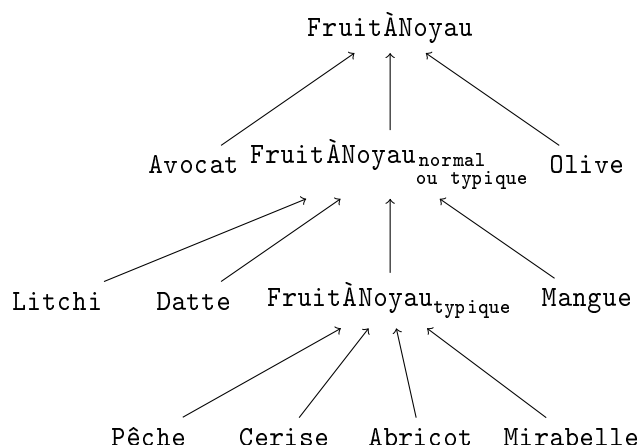 FruitÀNoyau
Avocat FruitÀNoyau normal ou typique Olive
Litchi Datte FruitÀNoyau typique Mangue
Pêche Cerise Abricot Mirabelle